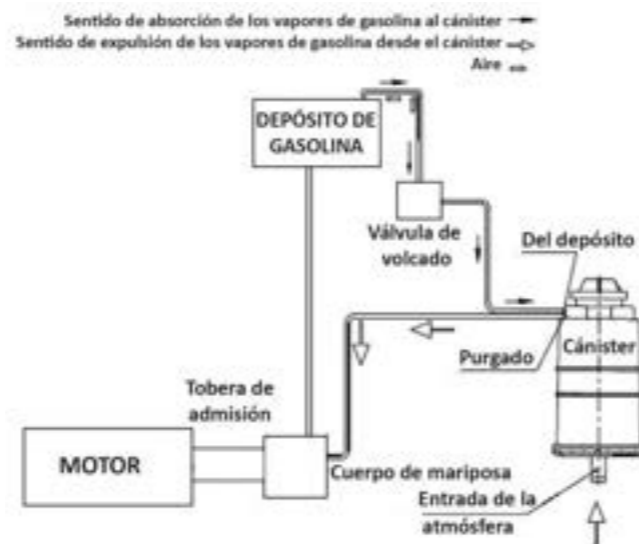 Sentido de absorción de los vapores de gasolina al cánister
Sentido de expulsión de los vapores de gasolina desde el cánister
Aire
DEPÓSITO DE
GASOLINA
Válvula de
volcado
Del depósito
Cánister
Purgado
Tobera de
admisión
MOTOR
Cuerpo de mariposa
Entrada de la
atmósfera